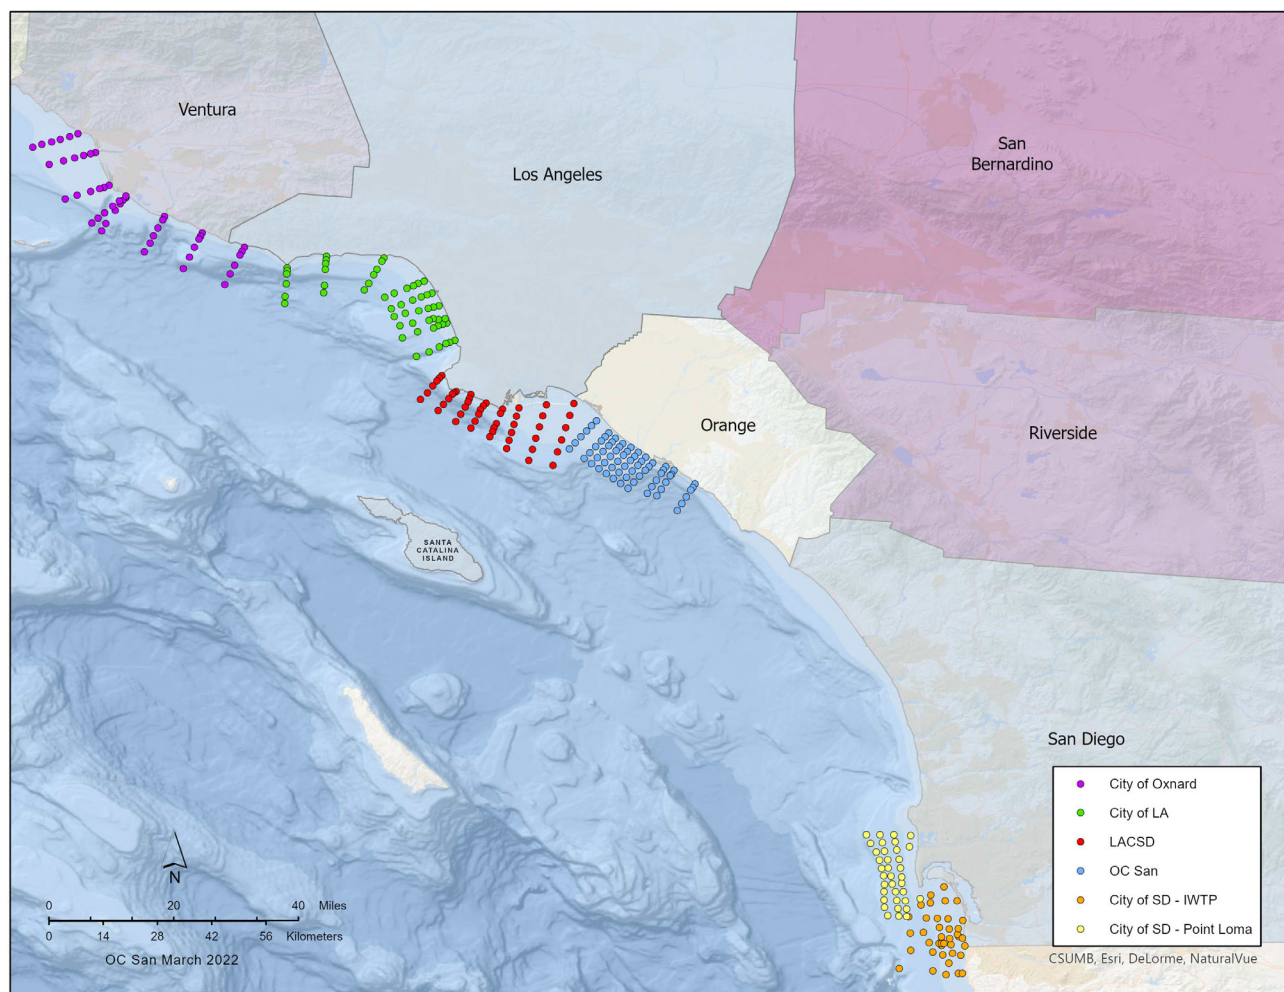 Ventura
Los Angeles
San
Bernardino
Orange
Riverside
SANTA
CATALINA
ISLAND
San Diego
City of Oxnard
City of LA
LACSD
OC San
City of SD - IWTP
City of SD - Point Loma
N
0 20 40 Miles
0 14 28 42 56 Kilometers
OC San March 2022
CSUMB, Esri, DeLorme, NaturalVue